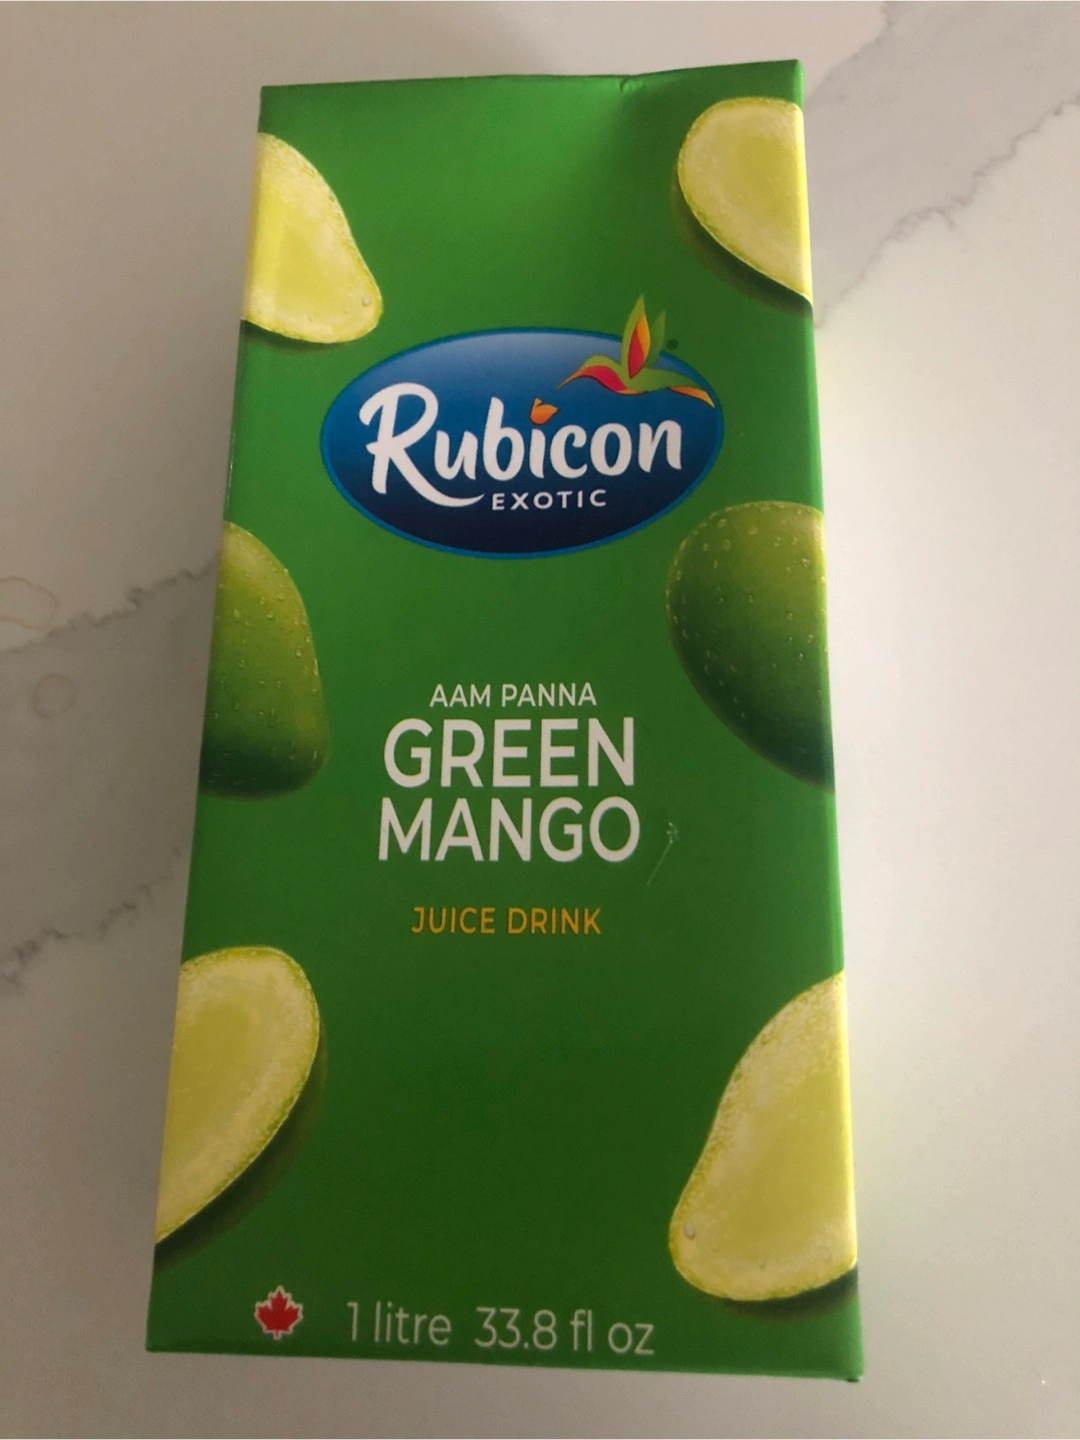 Rubicon
EXOTIC
AAM PANNA
GREEN
MANGO
JUICE DRINK
1 litre 33.8 fl oz